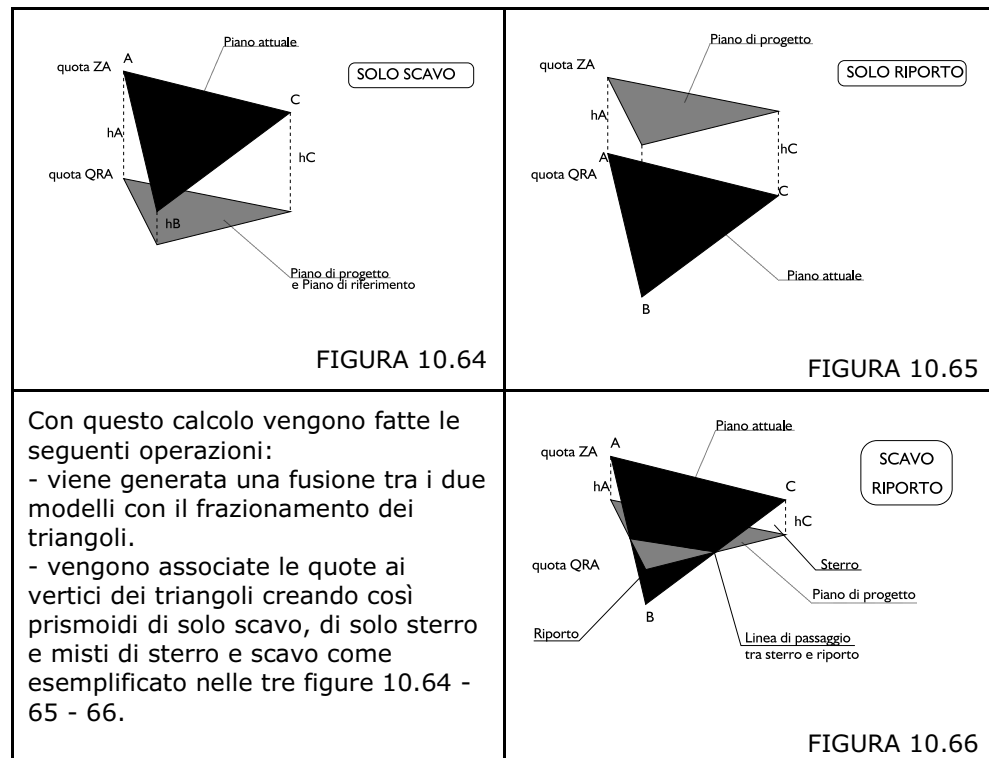 Piano attuale
A
quota ZA
SOLO SCAVO
C
hA
hC
quota QRA
hB
Piano di progetto
e Piano di riferimento
FIGURA 10.64
Piano di progetto
quota ZA
SOLO RIPORTO
hA
hC
A
quota QRA
C
Piano attuale
B
FIGURA 10.65
Con questo calcolo vengono fatte le
seguenti operazioni:
- viene generata una fusione tra i due
modelli con il frazionamento dei
triangoli.
- vengono associate le quote ai
vertici dei triangoli creando così
prismoidi di solo scavo, di solo sterro
e misti di sterro e scavo come
esemplificato nelle tre figure 10.64 -
65 - 66.
Piano attuale
A
quota ZA
SCAVO
RIPORTO
hA
C
hC
quota QRA
Sterro
Piano di progetto
B
Riporto
Linea di passaggio
tra sterro e riporto
FIGURA 10.66